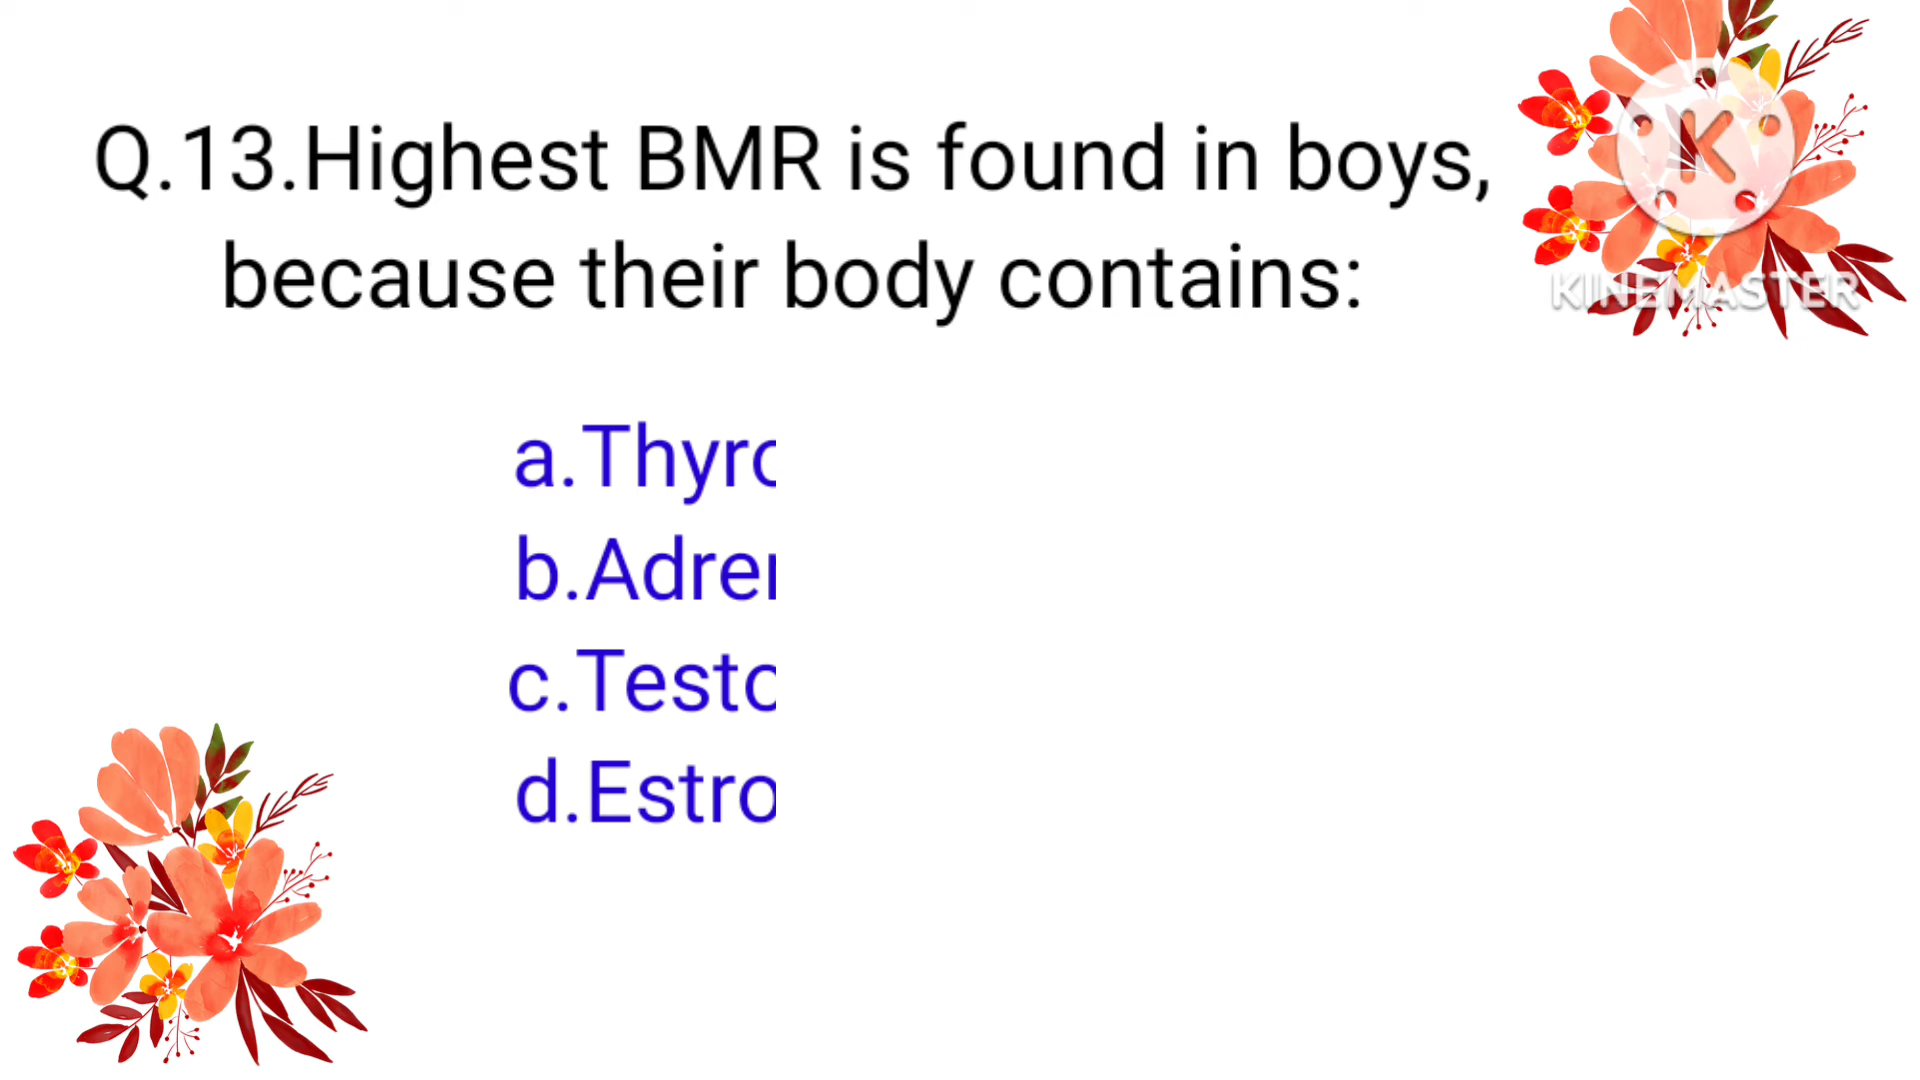 Q.13.Highest BMR is found in boys,
because their body contains:
a.Thyro
b.Adre
c.Testo
d.Estro
K
KINEMASTER